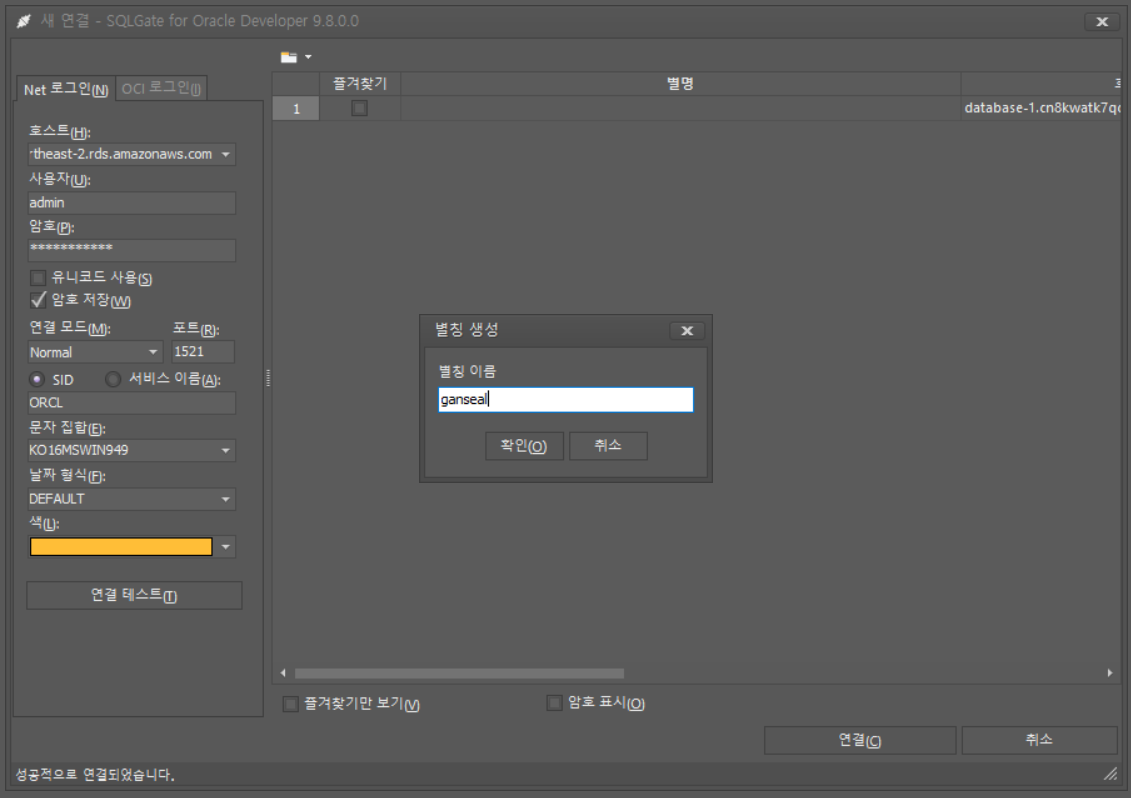 새 연결 - SQLGate for Oracle Developer 9.8.0.0
Net 로그인(N) OCI 로그인(I)
호스트(H):
theast-2.rds.amazonaws.com
사용자(U):
admin
암호(P):
***********
유니코드 사용(S)
암호 저장(W)
연결 모드(M): 포트(R):
Normal 1521
SID 서비스 이름(A):
ORCL
문자 집합(E):
KO16MSWIN949
날짜 형식(F):
DEFAULT
색(L):
연결 테스트(T)
즐겨찾기 별명
1 database-1.cn8kwatk7q
별칭 생성
별칭 이름
ganseal
확인(O) 취소
즐겨찾기만 보기(V) 암호 표시(O)
연결(C) 취소
성공적으로 연결되었습니다.